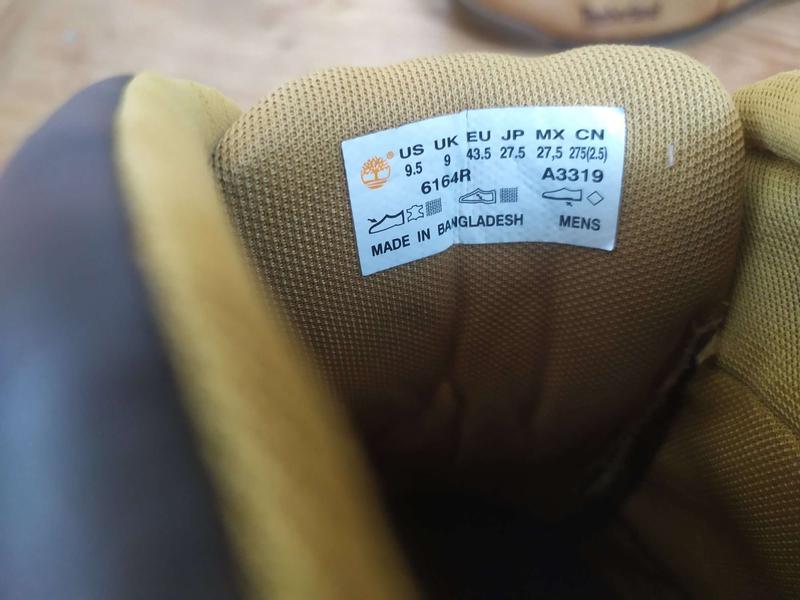 US UK EU JP MX CN
9.5 9 43.5 27.5 27,5 275(2.5)
6164R A3319
MADE IN BANGLADESH MENS